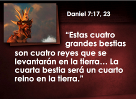 Daniel 7:17, 23
"Estas cuatro
grandes bestias
son cuatro reyes que se
levantarán en la tierra... La
cuarta bestia será un cuarto
reino en la tierra."